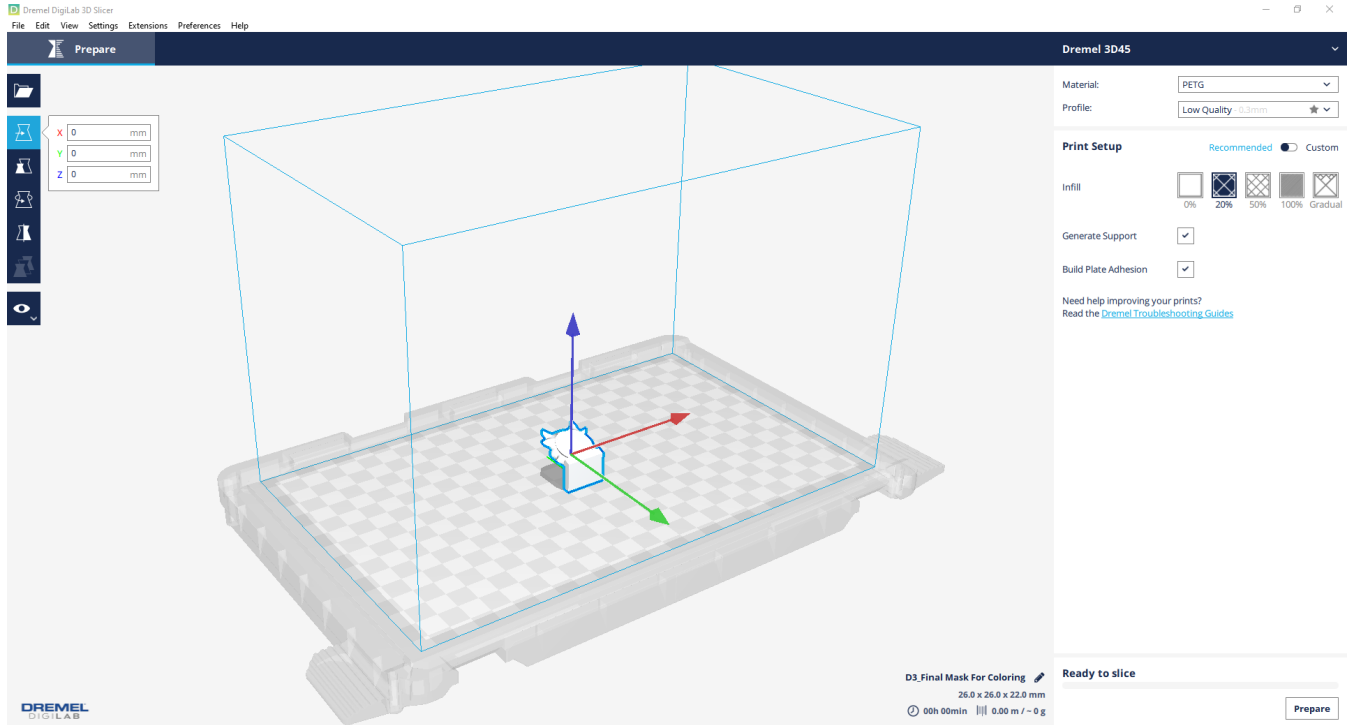 Dremel DigiLab 3D Slicer
File Edit View Settings Extensions Preferences Help
Prepare
Dremel 3D45
Material: PETG
Profile: Low Quality - 0.3mm
X 0 mm
Y 0 mm
Z 0 mm
Print Setup Recommended Custom
Infill
0% 20% 50% 100% Gradual
Generate Support
Build Plate Adhesion
Need help improving your prints?
Read the Dremel Troubleshooting Guides
D3_Final Mask For Coloring
26.0 x 26.0 x 22.0 mm
00h 00min 0.00 m / ~ 0 g
Ready to slice
Prepare
DREMEL
DIGILAB